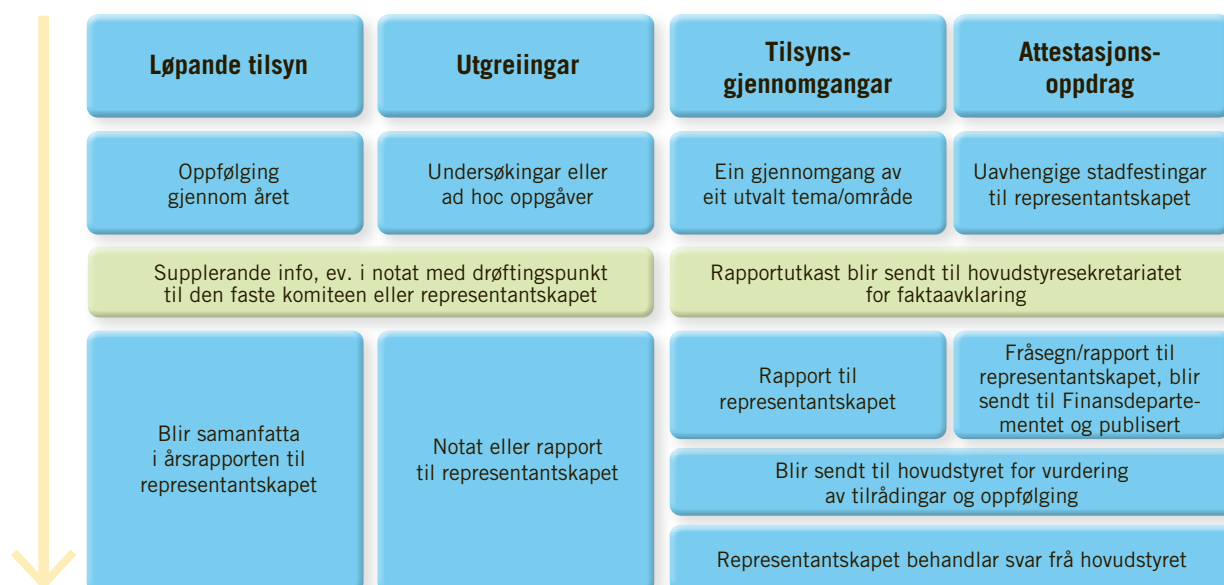 Løpande tilsyn
Utgreiingar
Tilsyns-
gjennomgangar
Attestasjons-
oppdrag
Oppfølging
gjennom året
Undersøkingar eller
ad hoc oppgåver
Ein gjennomgang av
eit utvalt tema/område
Uavhengige stadfestingar
til representantskapet
Supplerande info, ev. i notat med drøftingspunkt
til den faste komiteen eller representantskapet
Rapportutkast blir sendt til hovudstyresekretariatet
for faktaavklaring
Blir samanfatta
i årsrapporten til
representantskapet
Notat eller rapport
til representantskapet
Rapport til
representantskapet
Fråsegn/rapport til
representantskapet, blir
sendt til Finansdeparte-
mentet og publisert
Blir sendt til hovudstyret for vurdering
av tilrådingar og oppfølging
Representantskapet behandlar svar frå hovudstyret